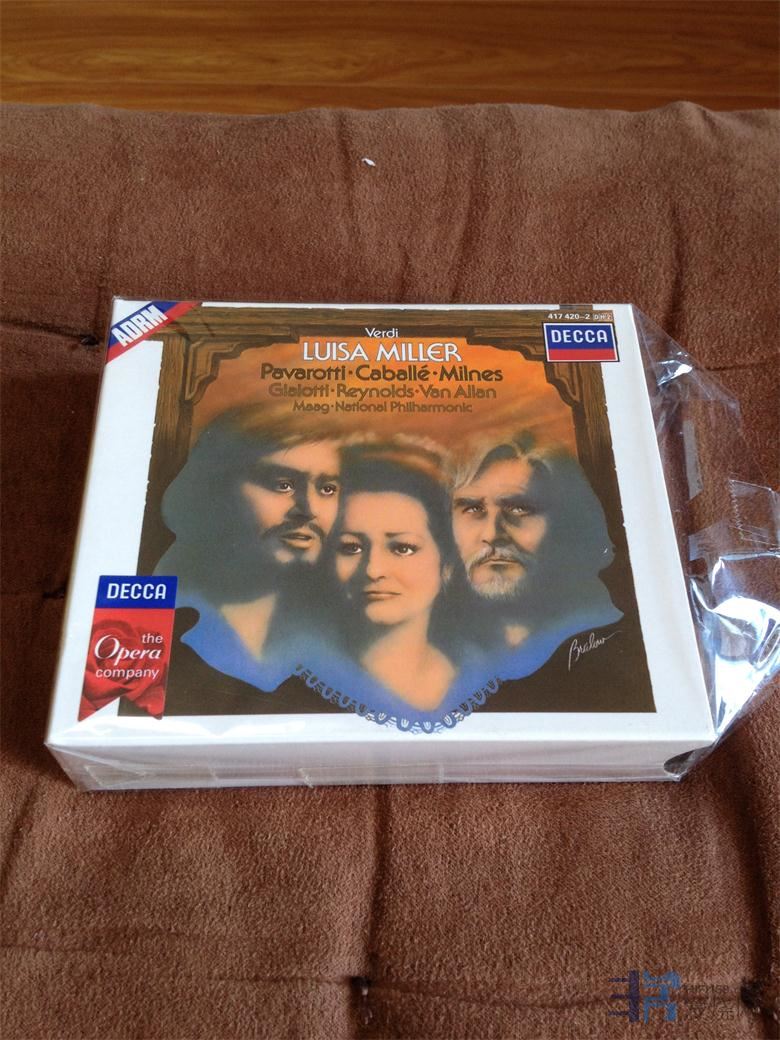 ADRM
Verdi
LUISA MILLER
Pavarotti·Caballé·Milnes
Giaiotti·Reynolds·Van Allan
Maag·National Philharmonic
417 420-2 DH2
DECCA
DECCA
the
Opera
company